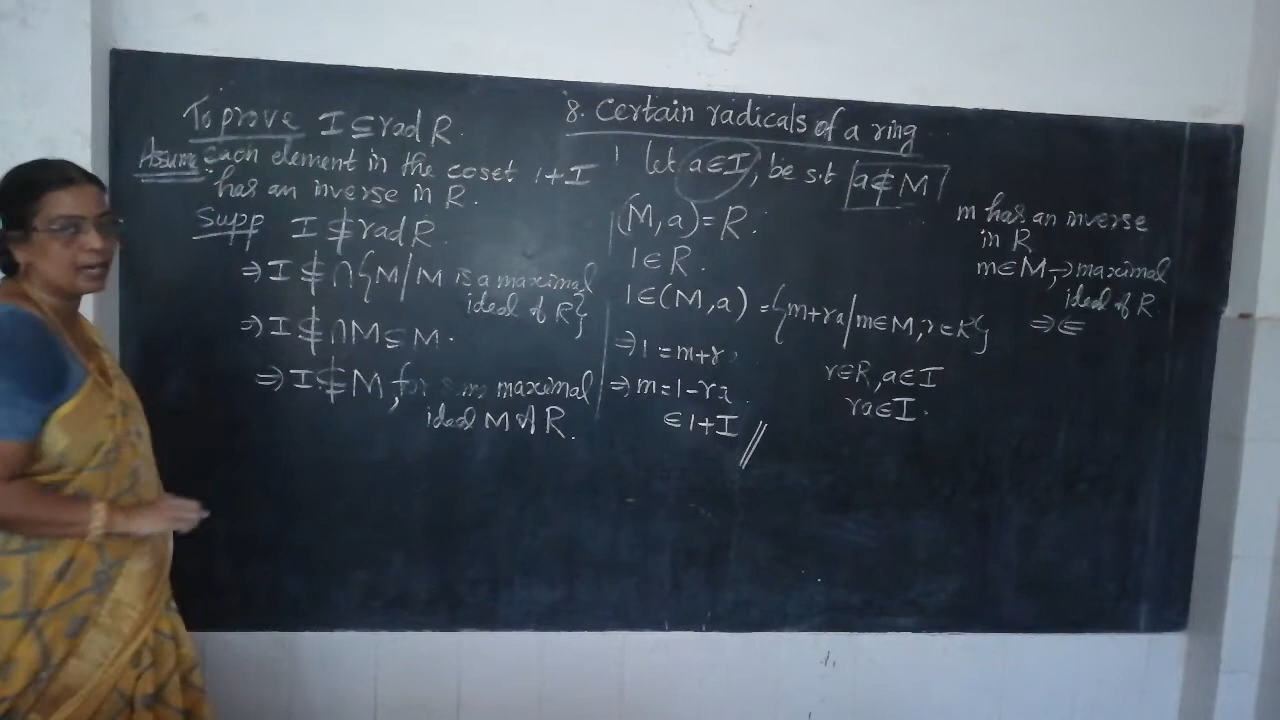 8. Certain radicals of a ring
To prove I ⊆ rad R.
Assume: Each element in the coset 1+I
has an inverse in R.
Supp I ⊈ rad R.
⇒ I ⊈ ∩{M/M is a maximal
ideal of R}
⇒ I ⊈ ∩M ⊆ M.
⇒ I ⊈ M, for maximal
ideal M of R.
let a∈I, be s.t a∉M
(M,a)=R.
1∈R.
1∈(M,a) = {m+ra/m∈M, r∈R}
⇒ 1=m+r
⇒ m=1-ra.
∈ 1+I //
r∈R, a∈I
ra∈I.
m has an inverse
in R
m∈M, → maximal
ideal of R.
⇒⇐